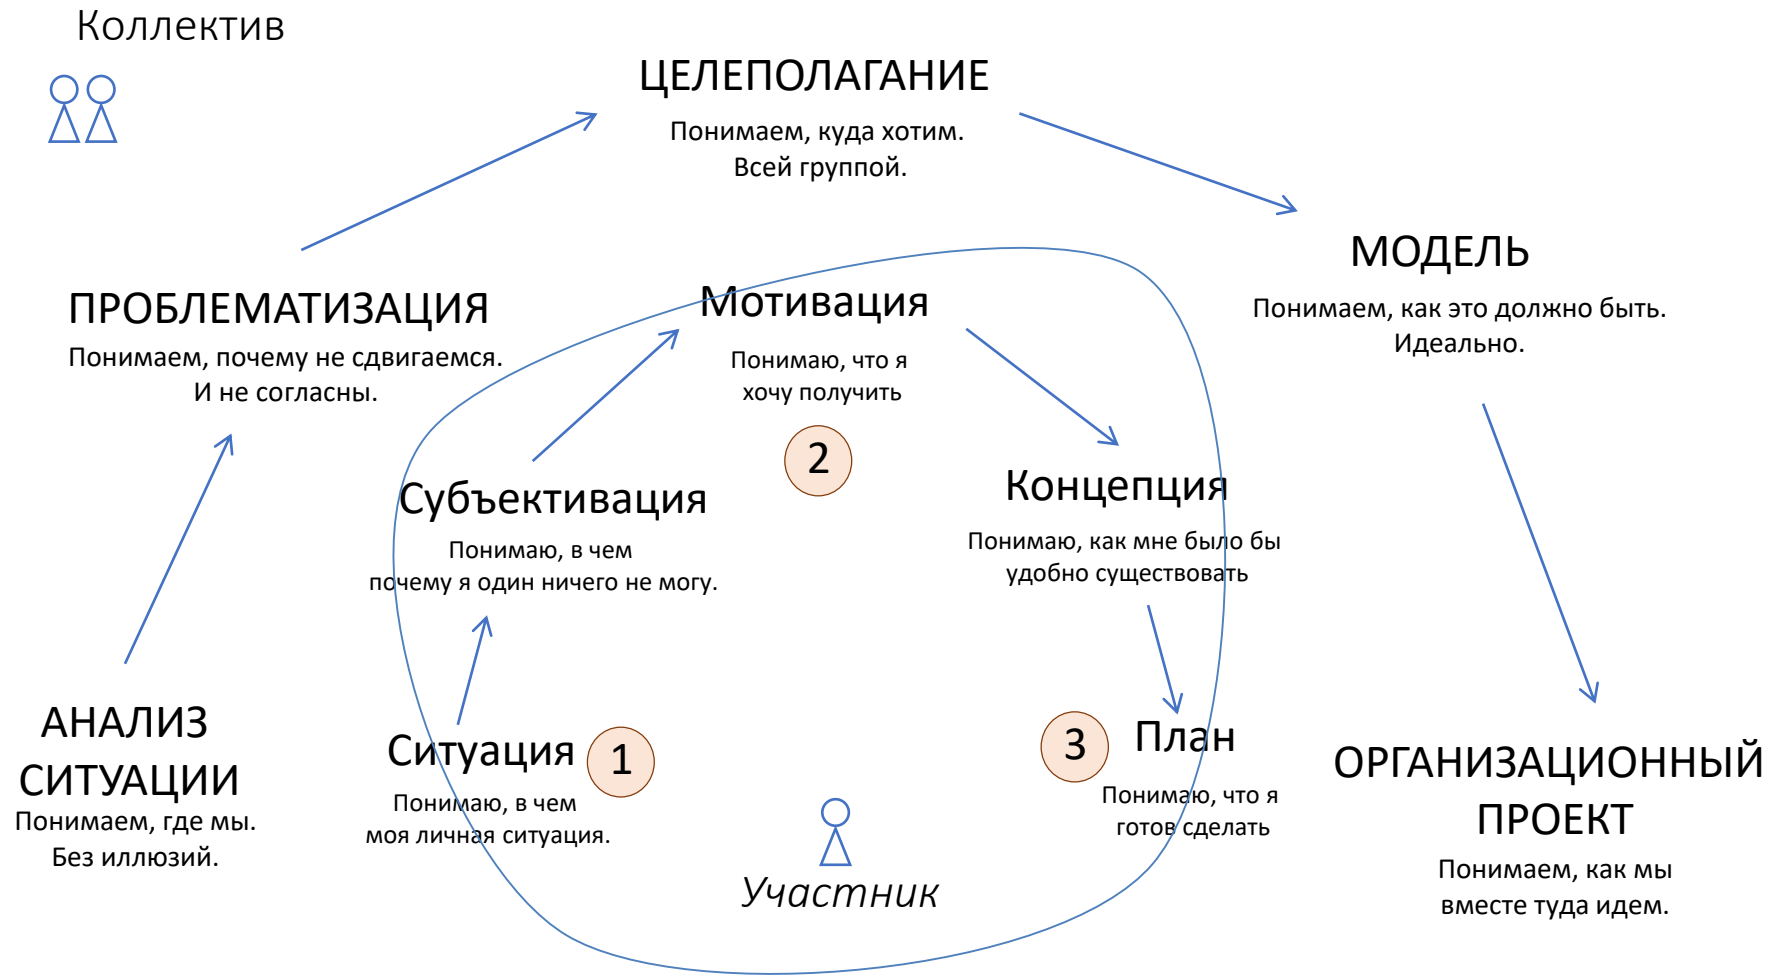 Коллектив
ЦЕЛЕПОЛАГАНИЕ
Понимаем, куда хотим.
Всей группой.
МОДЕЛЬ
Понимаем, как это должно быть.
Идеально.
ПРОБЛЕМАТИЗАЦИЯ
Понимаем, почему не сдвигаемся.
И не согласны.
Мотивация
Понимаю, что я
хочу получить
2
Субъективация
Понимаю, в чем
почему я один ничего не могу.
Концепция
Понимаю, как мне было бы
удобно существовать
АНАЛИЗ
СИТУАЦИИ
Понимаем, где мы.
Без иллюзий.
Ситуация
1
Понимаю, в чем
моя личная ситуация.
3
План
Понимаю, что я
готов сделать
ОРГАНИЗАЦИОННЫЙ
ПРОЕКТ
Понимаем, как мы
вместе туда идем.
Участник